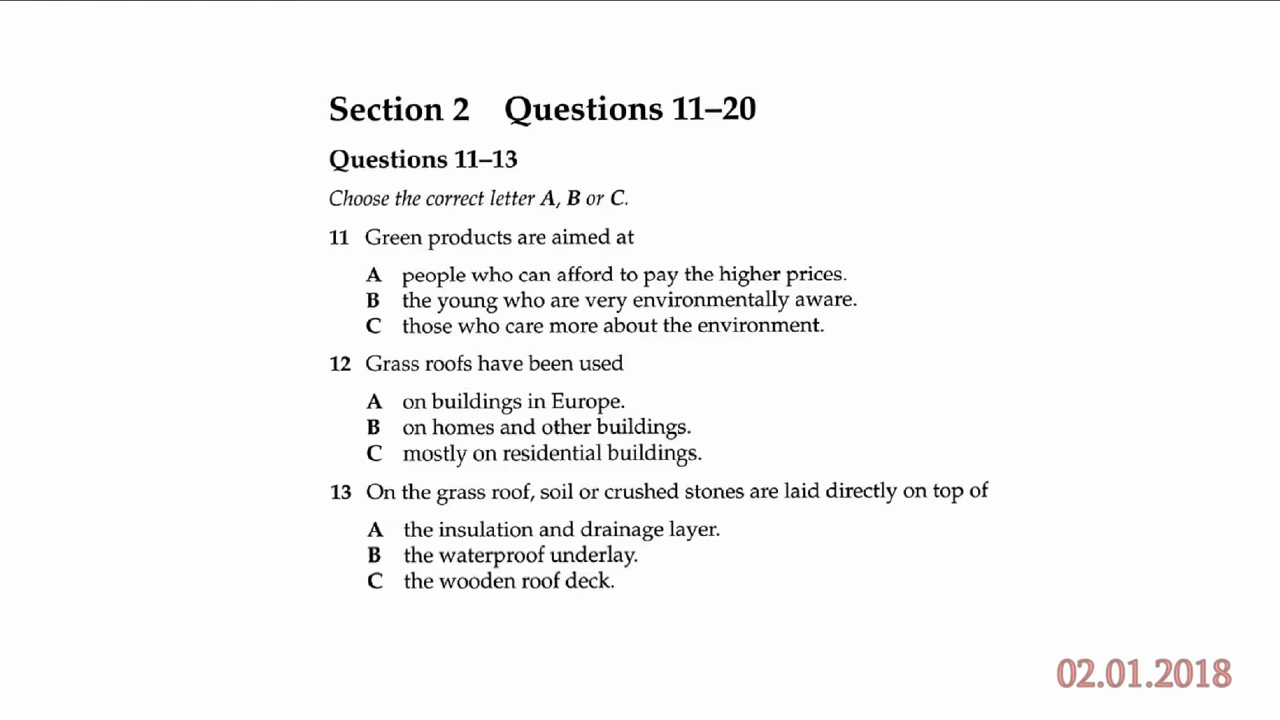 Section 2 Questions 11–20
Questions 11–13
Choose the correct letter A, B or C.
11 Green products are aimed at
A people who can afford to pay the higher prices.
B the young who are very environmentally aware.
C those who care more about the environment.
12 Grass roofs have been used
A on buildings in Europe.
B on homes and other buildings.
C mostly on residential buildings.
13 On the grass roof, soil or crushed stones are laid directly on top of
A the insulation and drainage layer.
B the waterproof underlay.
C the wooden roof deck.
02.01.2018